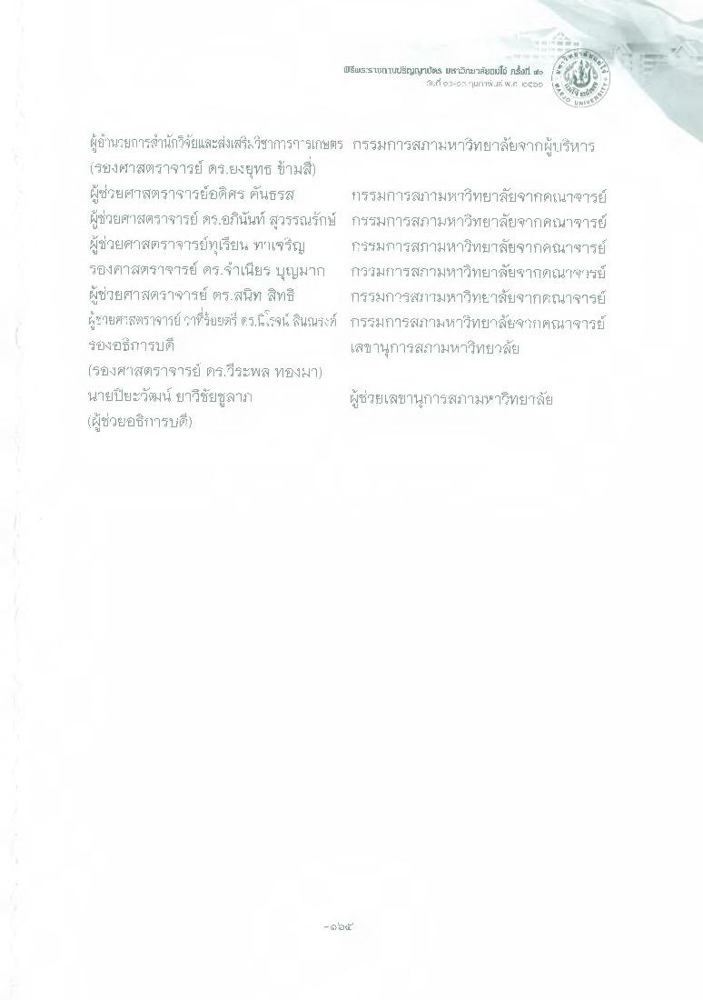 พิธีพระราชทานปริญญาบัตร มหาวิทยาลัยแม่โจ้ ครั้งที่ ๔๐
กุมภาพันธ์ พ.ศ. ๒๕๖๑
มหาวิทยาลัยแม่โจ้
MAEJO UNIVERSITY
ผู้อำนวยการสำนักวิจัยและส่งเสริมวิชาการการเกษตร กรรมการสภามหาวิทยาลัยจากผู้บริหาร
(รองศาสตราจารย์ ดร.ยงยุทธ ข้ามสี่)
ผู้ช่วยศาสตราจารย์อดิศร คันธรส กรรมการสภามหาวิทยาลัยจากคณาจารย์
ผู้ช่วยศาสตราจารย์ ดร.อภินันท์ สุวรรณรักษ์ กรรมการสภามหาวิทยาลัยจากคณาจารย์
ผู้ช่วยศาสตราจารย์ทุเรียน ทาเจริญ กรรมการสภามหาวิทยาลัยจากคณาจารย์
รองศาสตราจารย์ ดร.จำเนียร บุญมาก กรรมการสภามหาวิทยาลัยจากคณาจารย์
ผู้ช่วยศาสตราจารย์ ดร.สนิท สิทธิ กรรมการสภามหาวิทยาลัยจากคณาจารย์
ผู้ช่วยศาสตราจารย์ ว่าที่ร้อยตรี ดร.นิโรจน์ สินณรงค์ กรรมการสภามหาวิทยาลัยจากคณาจารย์
รองอธิการบดี เลขานุการสภามหาวิทยาลัย
(รองศาสตราจารย์ ดร.วีระพล ทองมา)
นายปิยะวัฒน์ ยาวิชัยชูลาภ ผู้ช่วยเลขานุการสภามหาวิทยาลัย
(ผู้ช่วยอธิการบดี)
-๑๖๕